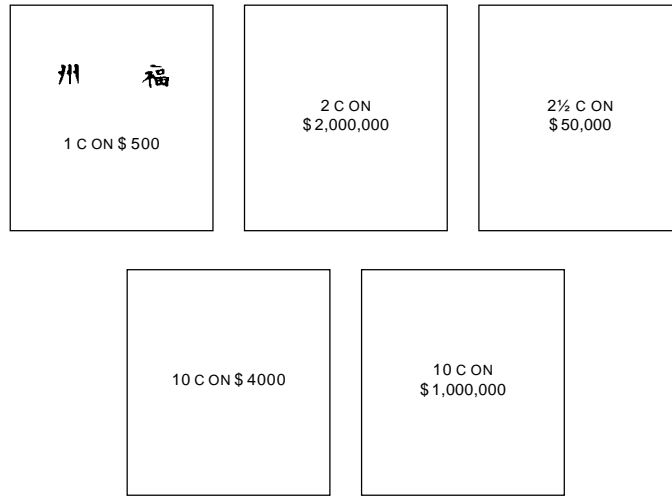 州 福
1 C ON $ 500
2 C ON
$ 2,000,000
2½ C ON
$ 50,000
10 C ON $ 4000
10 C ON
$ 1,000,000